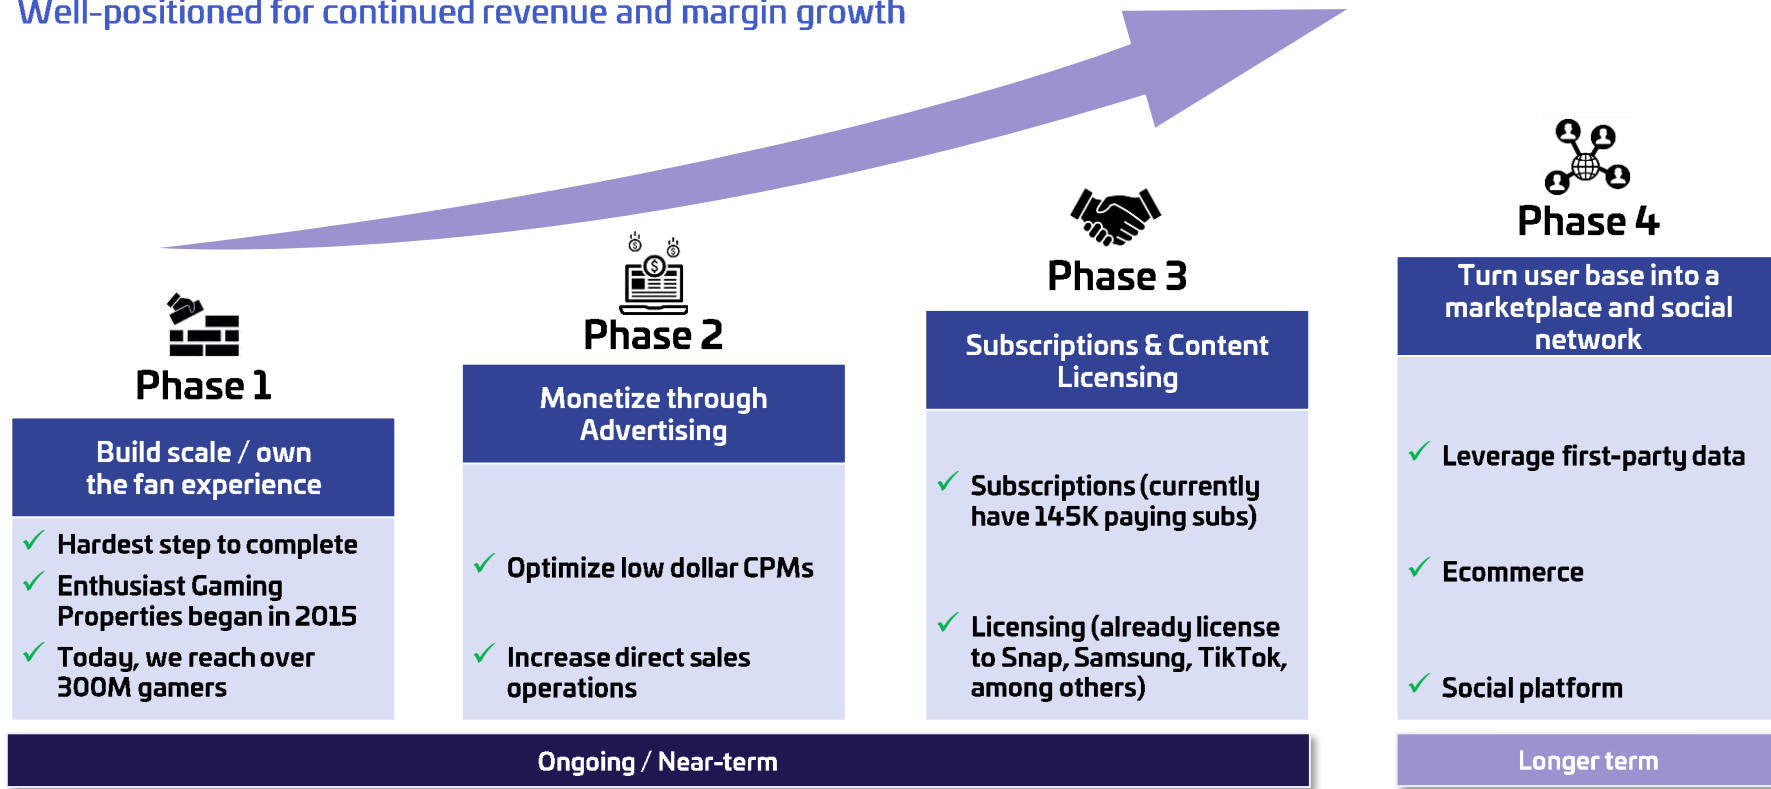 Well-positioned for continued revenue and margin growth
Phase 1
Build scale / own
the fan experience
Hardest step to complete
Enthusiast Gaming
Properties began in 2015
Today, we reach over
300M gamers
Phase 2
Monetize through
Advertising
Optimize low dollar CPMs
Increase direct sales
operations
Phase 3
Subscriptions & Content
Licensing
Subscriptions (currently
have 145K paying subs)
Licensing (already license
to Snap, Samsung, TikTok,
among others)
Phase 4
Turn user base into a
marketplace and social
network
Leverage first-party data
Ecommerce
Social platform
Ongoing / Near-term
Longer term